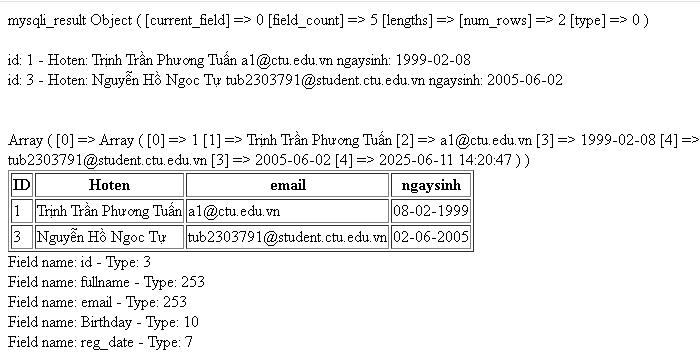 mysqli_result Object ( [current_field] => 0 [field_count] => 5 [lengths] => [num_rows] => 2 [type] => 0 )
id: 1 - Hoten: Trịnh Trần Phương Tuấn a1@ctu.edu.vn ngaysinh: 1999-02-08
id: 3 - Hoten: Nguyễn Hồ Ngoc Tự tub2303791@student.ctu.edu.vn ngaysinh: 2005-06-02
Array ( [0] => Array ( [0] => 1 [1] => Trịnh Trần Phương Tuấn [2] => a1@ctu.edu.vn [3] => 1999-02-08 [4] =>
tub2303791@student.ctu.edu.vn [3] => 2005-06-02 [4] => 2025-06-11 14:20:47 ) )
ID Hoten email ngaysinh
1 Trịnh Trần Phương Tuấn a1@ctu.edu.vn 08-02-1999
3 Nguyễn Hồ Ngoc Tự tub2303791@student.ctu.edu.vn 02-06-2005
Field name: id - Type: 3
Field name: fullname - Type: 253
Field name: email - Type: 253
Field name: Birthday - Type: 10
Field name: reg_date - Type: 7